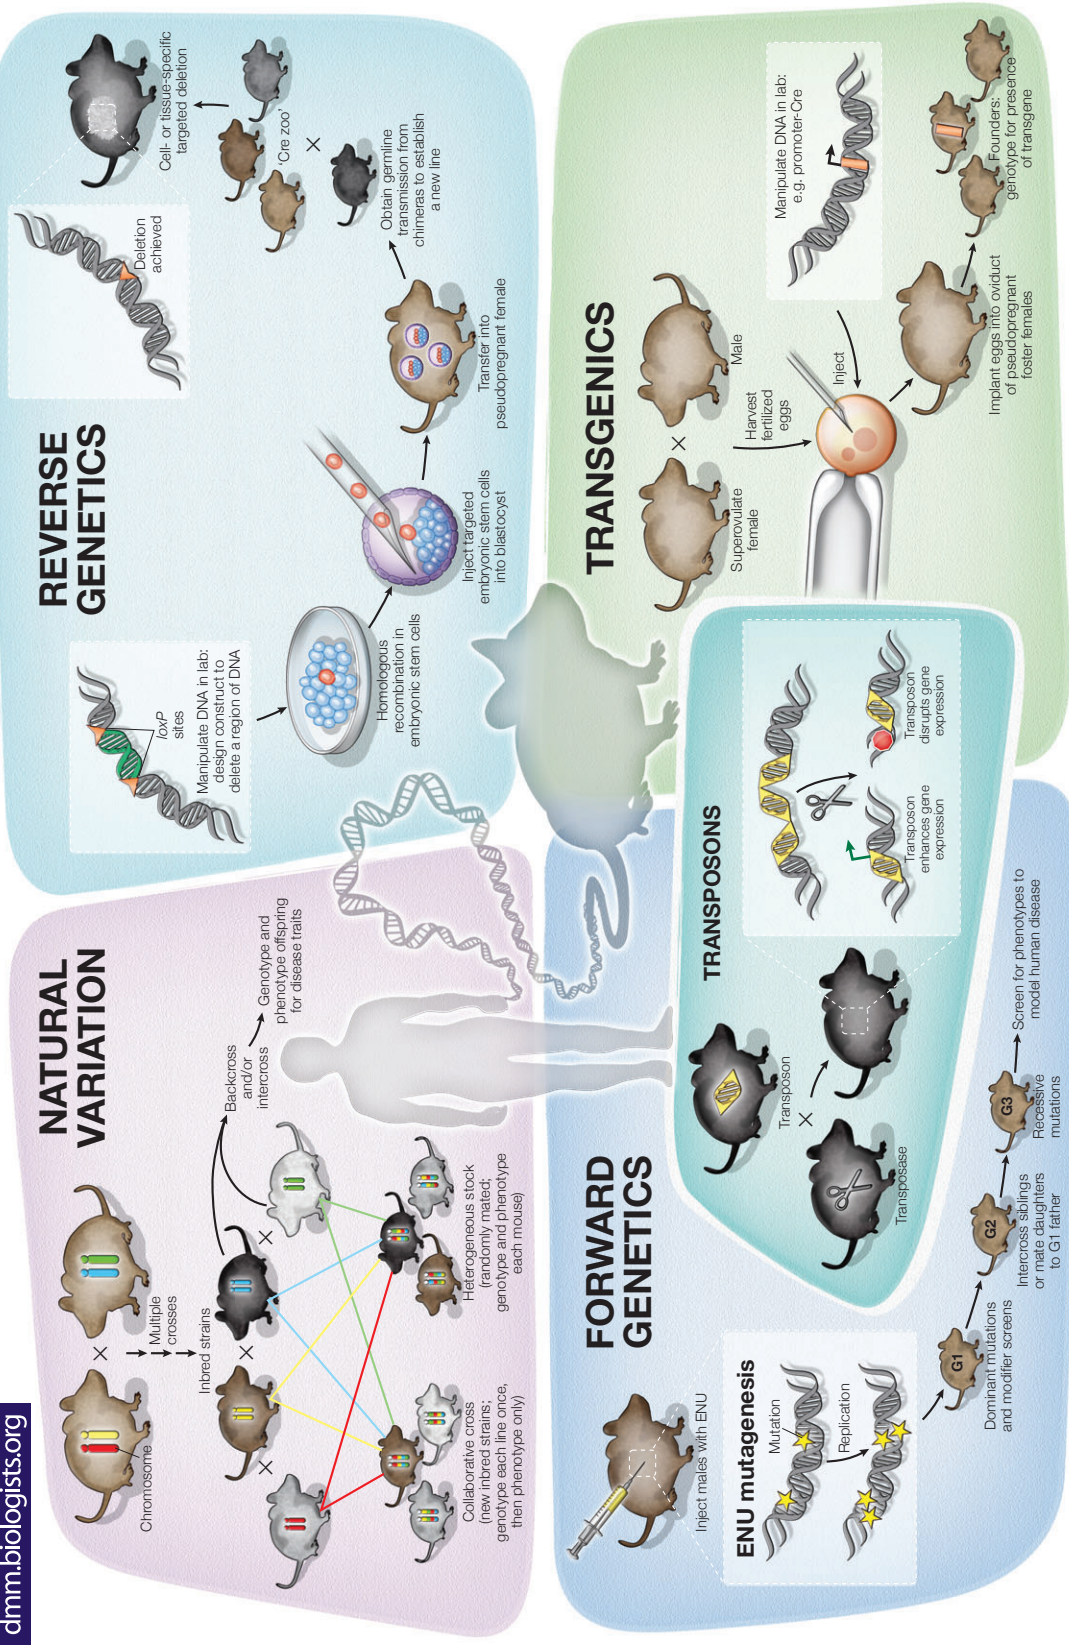 dmm.biologists.org
NATURAL
VARIATION
Chromosome
Multiple
crosses
Inbred strains
Backcross
and/or
intercross
Genotype and
phenotype offspring
for disease traits
Collaborative cross
(new inbred strains;
genotype each line once,
then phenotype only)
Heterogeneous stock
(randomly mated;
genotype and phenotype
each mouse)
REVERSE
GENETICS
loxP
sites
Manipulate DNA in lab:
design construct to
delete a region of DNA
Homologous
recombination in
embryonic stem cells
Inject targeted
embryonic stem cells
into blastocyst
Transfer into
pseudopregnant female
Obtain germline
transmission from
chimeras to establish
a new line
'Cre zoo'
Cell- or tissue-specific
targeted deletion
Deletion
achieved
FORWARD
GENETICS
Inject males with ENU
ENU mutagenesis
Mutation
Replication
G1
Dominant mutations
and modifier screens
G2
Intercross siblings
or mate daughters
to G1 father
G3
Recessive
mutations
Screen for phenotypes to
model human disease
TRANSPOSONS
Transposon
Transposase
Transposon
enhances gene
expression
Transposon
disrupts gene
expression
TRANSGENICS
Superovulate
female
Male
Harvest
fertilized
eggs
Inject
Manipulate DNA in lab:
e.g. promoter-Cre
Implant eggs into oviduct
of pseudopregnant
foster females
Founders:
genotype for presence
of transgene